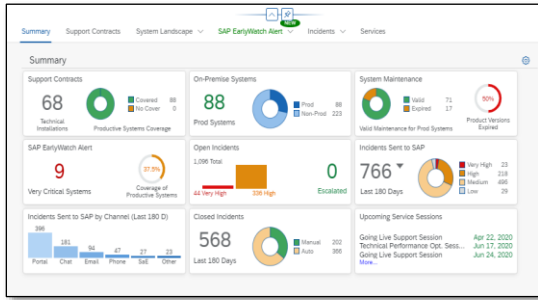 NEW
Summary Support Contracts System Landscape SAP EarlyWatch Alert Incidents Services
Summary
Support Contracts
68
Technical
Installations
Covered 88
No Cover 0
Productive Systems Coverage
On-Premise Systems
88
Prod Systems
Prod 88
Non-Prod 223
System Maintenance
Valid 71
Expired 17
Valid Maintenance for Prod Systems
50%
Product Versions
Expired
SAP EarlyWatch Alert
9
Very Critical Systems
37.5%
Coverage of
Productive Systems
Open Incidents
1,096 Total
44 Very High
336 High
0
Escalated
Incidents Sent to SAP
766
Last 180 Days
Very High 23
High 218
Medium 496
Low 29
Incidents Sent to SAP by Channel (Last 180 D)
396
181
94
47
27
23
Portal Chat Email Phone SaE Other
Closed Incidents
568
Last 180 Days
Manual 202
Auto 366
Upcoming Service Sessions
Going Live Support Session Apr 22, 2020
Technical Performance Opt. Sess... Jun 17, 2020
Going Live Support Session Jun 24, 2020
More...